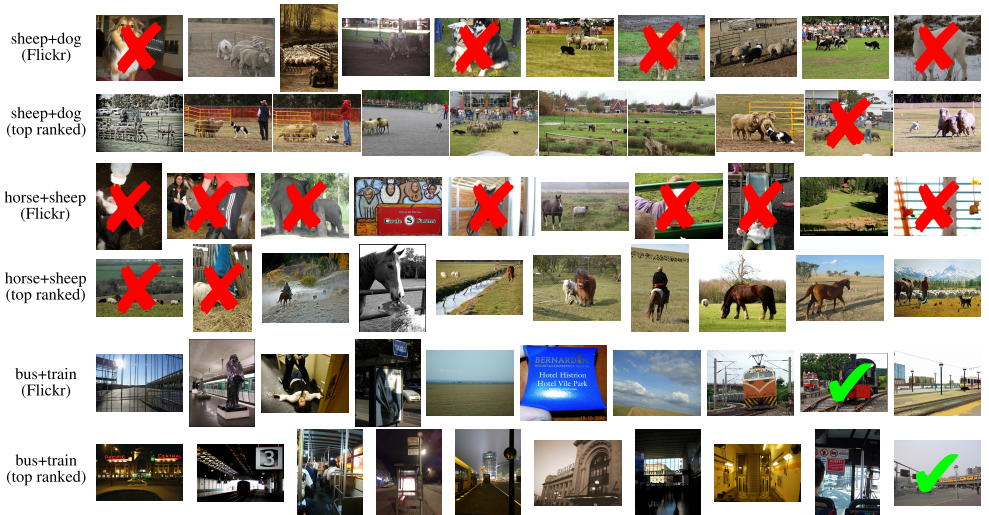 sheep+dog
(Flickr)
sheep+dog
(top ranked)
horse+sheep
(Flickr)
horse+sheep
(top ranked)
bus+train
(Flickr)
BERNARDIN
Hotel Histrion
Hotel Vile Park
bus+train
(top ranked)
3